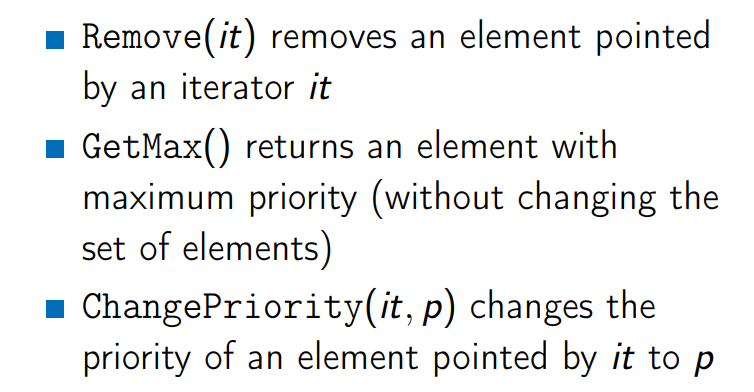 Remove(it) removes an element pointed
by an iterator it
GetMax() returns an element with
maximum priority (without changing the
set of elements)
ChangePriority(it, p) changes the
priority of an element pointed by it to p